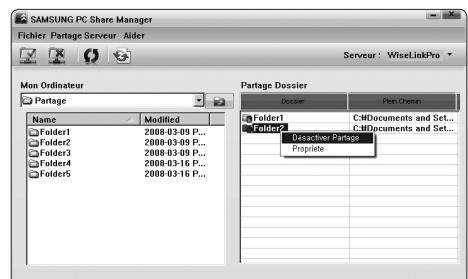 SAMSUNG PC Share Manager
Fichier Partage Serveur Aider
Serveur : WiseLinkPro
Mon Ordinateur
Partage
Name Modified
Folder1 2008-03-09 P...
Folder2 2008-03-09 P...
Folder3 2008-03-09 P...
Folder4 2008-03-16 P...
Folder5 2008-03-16 P...
Partage Dossier
Dossier Plein Chemin
Folder1 C:₩Documents and Set...
Folder2 C:₩Documents and Set...
Désactiver Partage
Propriete